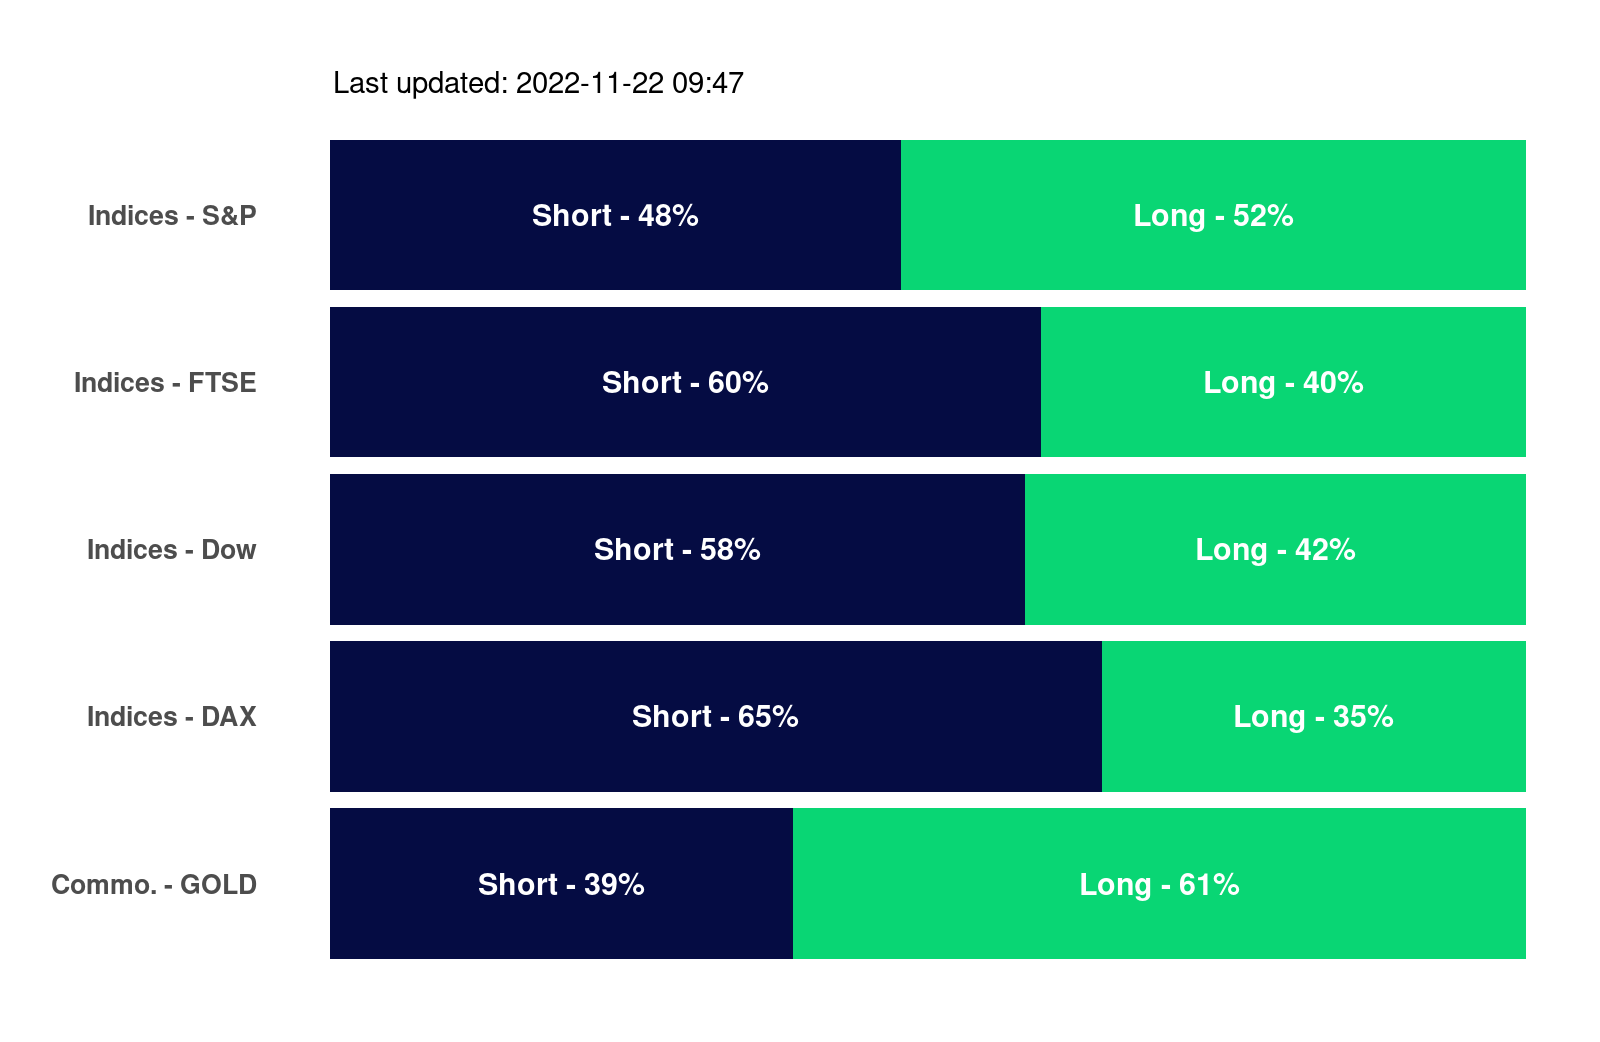 Last updated: 2022-11-22 09:47
Indices - S&P Short - 48% Long - 52%
Indices - FTSE Short - 60% Long - 40%
Indices - Dow Short - 58% Long - 42%
Indices - DAX Short - 65% Long - 35%
Commo. - GOLD Short - 39% Long - 61%